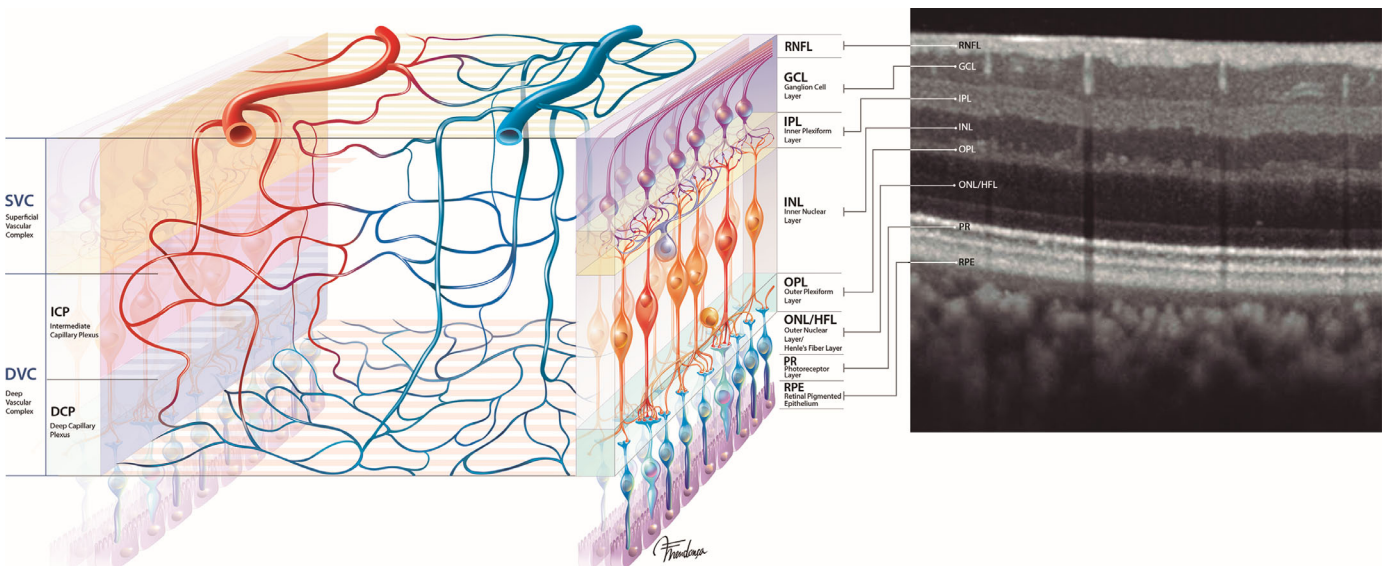 SVC
Superficial
Vascular
Complex
ICP
Intermediate
Capillary Plexus
DVC
Deep
Vascular
Complex
DCP
Deep Capillary
Plexus
RNFL
GCL
Ganglion Cell
Layer
IPL
Inner Plexiform
Layer
INL
Inner Nuclear
Layer
OPL
Outer Plexiform
Layer
ONL/HFL
Outer Nuclear
Layer/
Henle's Fiber Layer
PR
Photoreceptor
Layer
RPE
Retinal Pigmented
Epithelium
RNFL
GCL
IPL
INL
OPL
ONL/HFL
PR
RPE